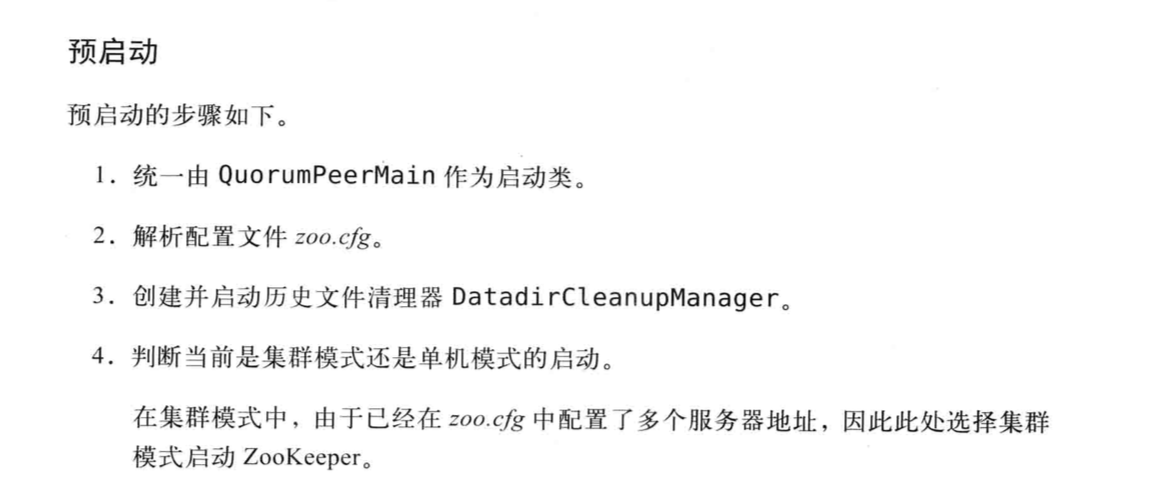 预启动
预启动的步骤如下。
1. 统一由 QuorumPeerMain 作为启动类。
2. 解析配置文件 zoo.cfg。
3. 创建并启动历史文件清理器 DatadirCleanupManager。
4. 判断当前是集群模式还是单机模式的启动。
在集群模式中，由于已经在 zoo.cfg 中配置了多个服务器地址，因此此处选择集群
模式启动 ZooKeeper。